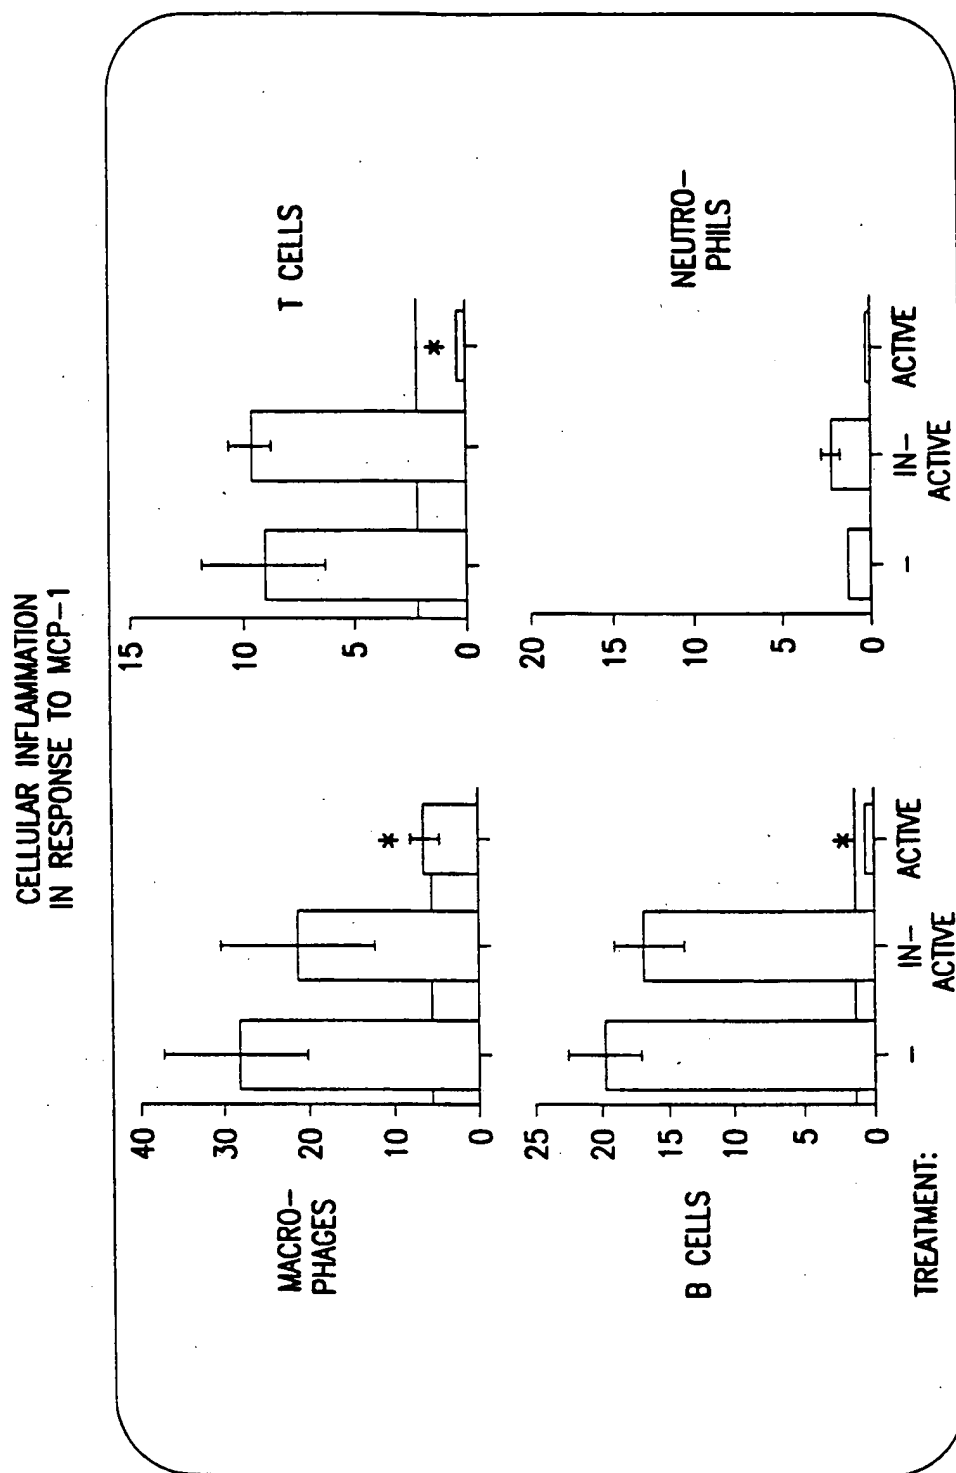 CELLULAR INFLAMMATION
IN RESPONSE TO MCP-1
MACRO-
PHAGES
40
30
20
10
0
*
T CELLS
15
10
5
0
*
B CELLS
25
20
15
10
5
0
*
NEUTRO-
PHILS
20
15
10
5
0
TREATMENT:
-
IN-
ACTIVE
ACTIVE
-
IN-
ACTIVE
ACTIVE